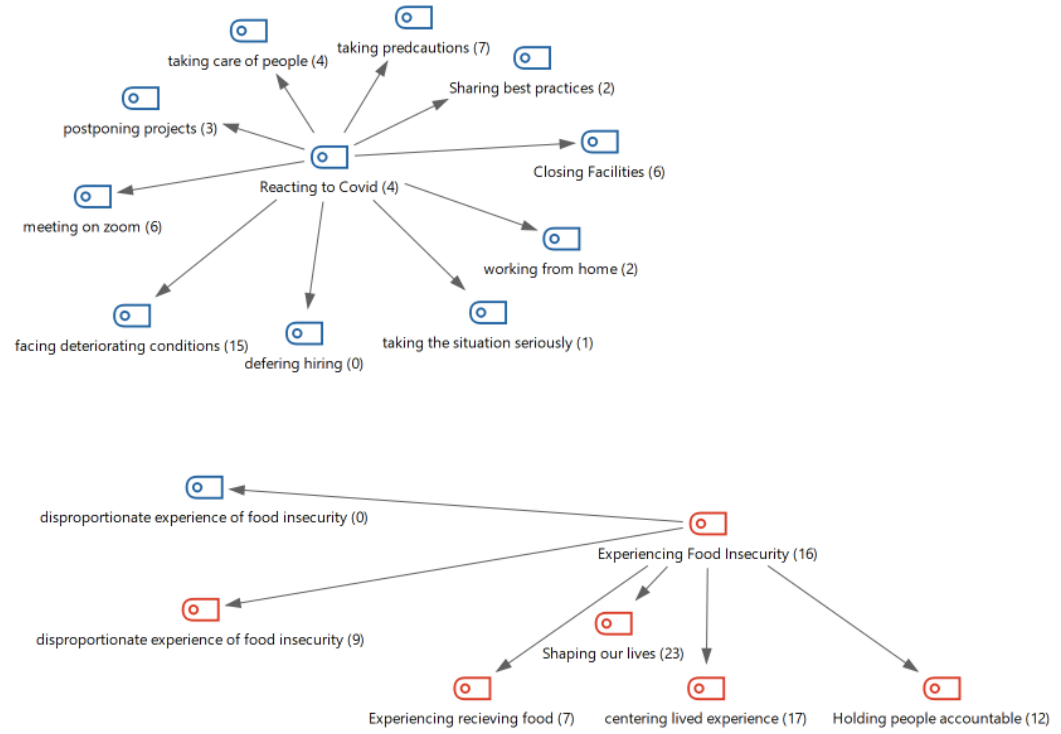 taking predcautions (7)
taking care of people (4)
Sharing best practices (2)
postponing projects (3)
Closing Facilities (6)
Reacting to Covid (4)
meeting on zoom (6)
working from home (2)
facing deteriorating conditions (15)
taking the situation seriously (1)
defering hiring (0)
disproportionate experience of food insecurity (0)
Experiencing Food Insecurity (16)
disproportionate experience of food insecurity (9)
Shaping our lives (23)
Experiencing recieving food (7)
centering lived experience (17)
Holding people accountable (12)